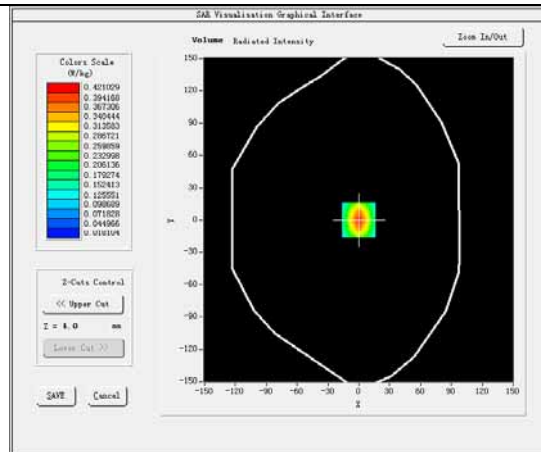 SAR Visualisation Graphical Interface
Volume Radiated Intensity
Zoom In/Out
Colors Scale
(W/kg)
0.421029
0.394168
0.367306
0.340444
0.313583
0.286721
0.259859
0.232998
0.206136
0.179274
0.152413
0.125551
0.098689
0.071828
0.044966
0.018104
150
120
90
60
30
0
-30
-60
-90
-120
-150
Y
-150 -120 -90 -60 -30 0 30 60 90 120 150
X
Z-Cuts Control
<< Upper Cut
Z = 4.0 mm
Lower Cut >>
SAVE Cancel